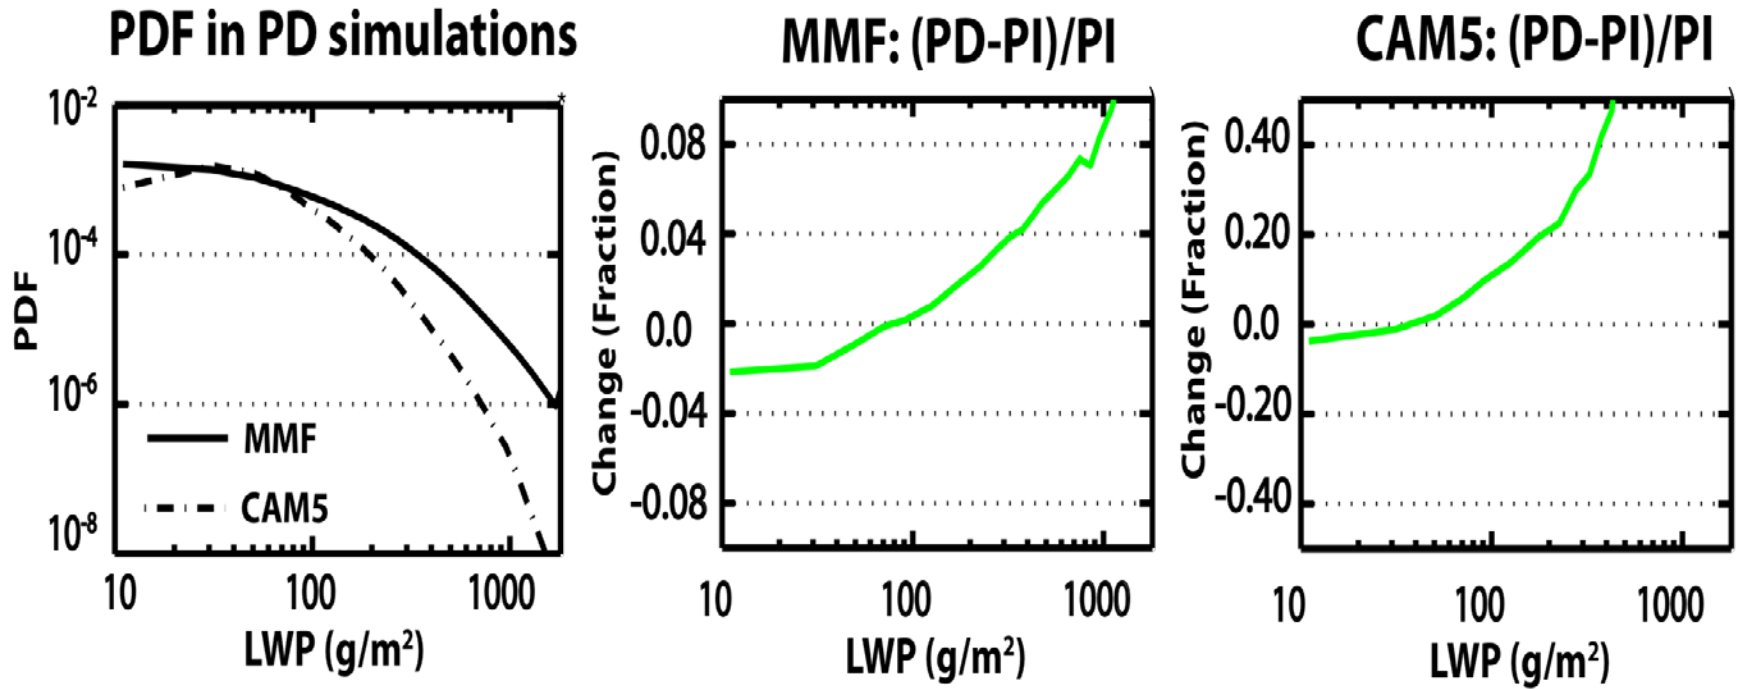 PDF in PD simulations
10⁻²
10⁻⁴
10⁻⁶
10⁻⁸
PDF
MMF
CAM5
10 100 1000
LWP (g/m²)
*
MMF: (PD-PI)/PI
0.08
0.04
0.0
-0.04
-0.08
Change (Fraction)
10 100 1000
LWP (g/m²)
CAM5: (PD-PI)/PI
0.40
0.20
0.0
-0.20
-0.40
Change (Fraction)
10 100 1000
LWP (g/m²)